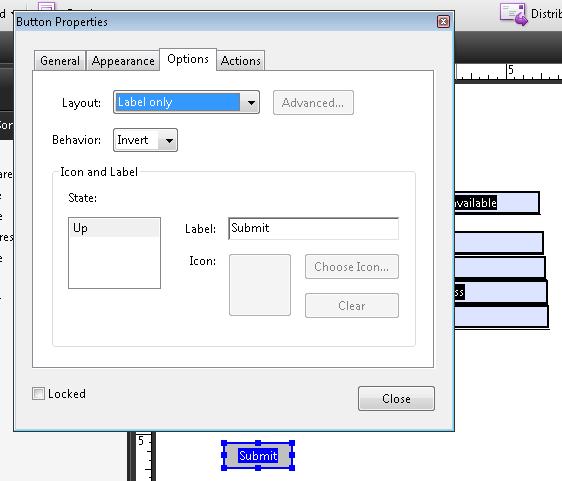 Distrib
Button Properties
General Appearance Options Actions
5
Layout: Label only Advanced...
Behavior: Invert
Icon and Label
State:
Up
Label: Submit
Icon: Choose Icon...
Clear
Locked
Close
vailable
ss
5
Submit